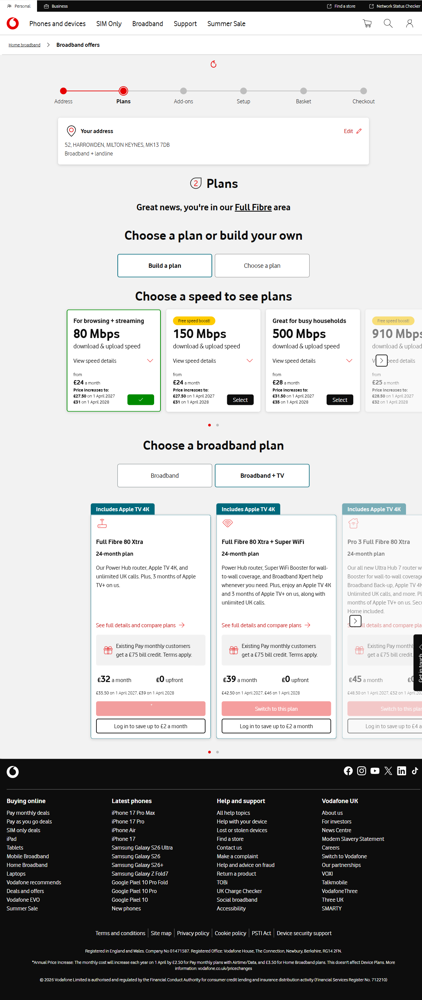 Personal
Business
Find a store
Network Status Checker
Phones and devices
SIM Only
Broadband
Support
Summer Sale
Home broadband
Broadband offers
Address
Plans
Add-ons
Setup
Basket
Checkout
Your address
Edit
52, HARROWDEN, MILTON KEYNES, MK13 7DB
Broadband + landline
2 Plans
Great news, you're in our Full Fibre area
Choose a plan or build your own
Build a plan
Choose a plan
Choose a speed to see plans
For browsing + streaming
80 Mbps
download & upload speed
View speed details
from
£24 a month
Price increases to:
£27.50 on 1 April 2027
£31 on 1 April 2028
Free speed boost!
150 Mbps
download & upload speed
View speed details
from
£24 a month
Price increases to:
£27.50 on 1 April 2027
£31 on 1 April 2028
Select
Great for busy households
500 Mbps
download & upload speed
View speed details
from
£28 a month
Price increases to:
£31.50 on 1 April 2027
£35 on 1 April 2028
Select
Free speed boost!
910 Mbps
download & upload
speed details
from
£25 a month
Price increases to:
£28.50 on 1 April 2027
£32 on 1 April 2028
Choose a broadband plan
Broadband
Broadband + TV
Includes Apple TV 4K
Full Fibre 80 Xtra
24-month plan
Our Power Hub router, Apple TV 4K, and
unlimited UK calls. Plus, 3 months of Apple
TV+ on us.
See full details and compare plans
Existing Pay monthly customers
get a £75 bill credit. Terms apply.
£32 a month
£0 upfront
£35.50 on 1 April 2027, £39 on 1 April 2028
Log in to save up to £2 a month
Includes Apple TV 4K
Full Fibre 80 Xtra + Super WiFi
24-month plan
Power Hub router, Super WiFi Booster for wall-
to-wall coverage, and Broadband Xpert help
whenever you need. Plus, enjoy an Apple TV 4K
and 3 months of Apple TV+ on us, along with
unlimited UK calls.
See full details and compare plans
Existing Pay monthly customers
get a £75 bill credit. Terms apply.
£39 a month
£0 upfront
£42.50 on 1 April 2027, £46 on 1 April 2028
Switch to this plan
Log in to save up to £2 a month
Includes Apple TV 4K
Pro 3 Full Fibre 80 Xtra
24-month plan
Our all new Ultra Hub 7 router w
Booster for wall-to-wall coverage
Broadband Back-up, Apple TV 4K
Unlimited UK calls, and more. Pl
months of Apple TV+ on us. Secu
Home included.
ll details and compare pla
Existing Pay monthl
get a £75 bill credit.
£45 a month
£0
£48.50 on 1 April 2027, £52 on 1 April 202
Switch to this plan
Log in to save up to £4 a
Get in touch
Buying online
Pay monthly deals
Pay as you go deals
SIM only deals
iPad
Tablets
Mobile Broadband
Home Broadband
Laptops
Vodafone recommends
Deals and offers
Vodafone EVO
Summer Sale
Latest phones
iPhone 17 Pro Max
iPhone 17 Pro
iPhone Air
iPhone 17
Samsung Galaxy S26 Ultra
Samsung Galaxy S26
Samsung Galaxy S26+
Samsung Galaxy Z Fold7
Google Pixel 10 Pro Fold
Google Pixel 10 Pro
Google Pixel 10
New phones
Help and support
All help topics
Help with your device
Lost or stolen devices
Find a store
Contact us
Make a complaint
Help and advice on fraud
Return a product
TOBi
UK Charge Checker
Social broadband
Accessibility
Vodafone UK
About us
For investors
News Centre
Modern Slavery Statement
Careers
Switch to Vodafone
Our partnerships
VOXI
Talkmobile
VodafoneThree
Three UK
SMARTY
Terms and conditions
Site map
Privacy policy
Cookie policy
PSTI Act
Device security support
Registered in England and Wales. Company No 01471587. Registered Office: Vodafone House, The Connection, Newbury, Berkshire, RG14 2FN.
*Annual Price Increase: The monthly cost will increase each year on 1 April by £2.50 for Pay monthly plans with Airtime/Data, and £3.50 for Home Broadband plans. This doesn't affect Device Plans. More
information: vodafone.co.uk/pricechanges
© 2026 Vodafone Limited is authorised and regulated by the Financial Conduct Authority for consumer credit lending and insurance distribution activity (Financial Services Register No. 712210)